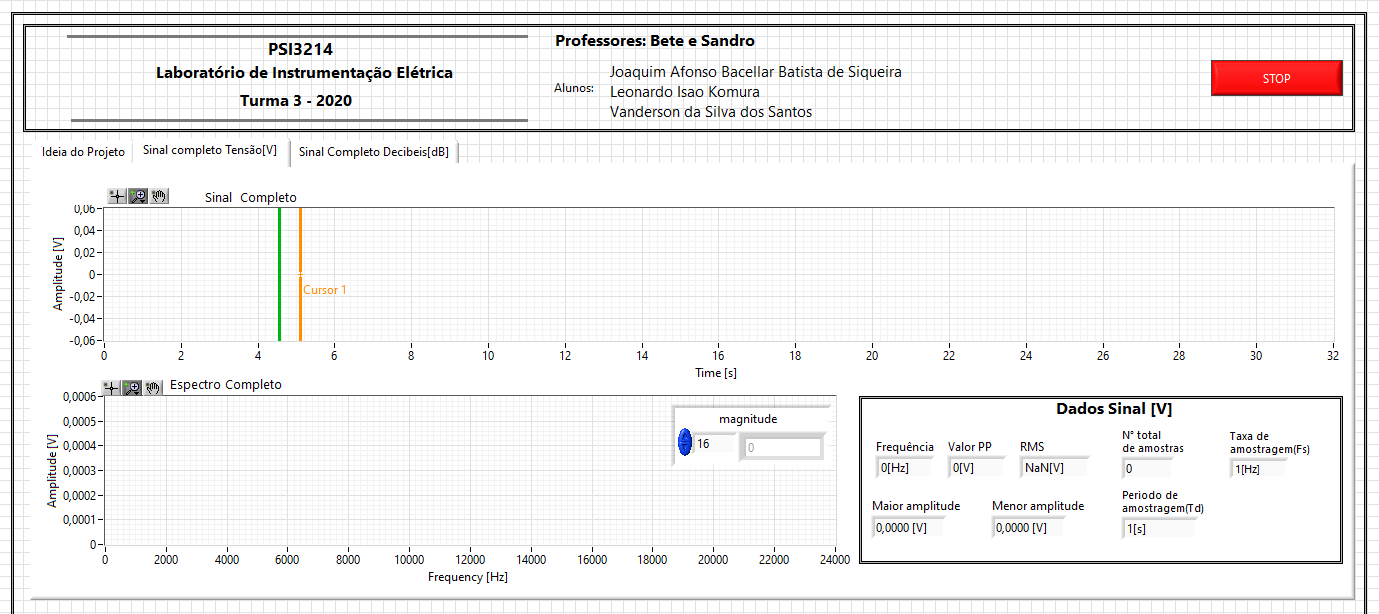 PSI3214
Laboratório de Instrumentação Elétrica
Turma 3 - 2020
Professores: Bete e Sandro
Alunos:
Joaquim Afonso Bacellar Batista de Siqueira
Leonardo Isao Komura
Vanderson da Silva dos Santos
STOP
Ideia do Projeto
Sinal completo Tensão[V]
Sinal Completo Decibeis[dB]
Sinal Completo
Amplitude [V]
0,06
0,04
0,02
0
-0,02
-0,04
-0,06
Cursor 1
0 2 4 6 8 10 12 14 16 18 20 22 24 26 28 30 32
Time [s]
Espectro Completo
Amplitude [V]
0,0006
0,0005
0,0004
0,0003
0,0002
0,0001
0
0 2000 4000 6000 8000 10000 12000 14000 16000 18000 20000 22000 24000
Frequency [Hz]
magnitude
16
0
Dados Sinal [V]
Frequência
0[Hz]
Valor PP
0[V]
RMS
NaN[V]
N° total
de amostras
0
Taxa de
amostragem(Fs)
1[Hz]
Maior amplitude
0,0000 [V]
Menor amplitude
0,0000 [V]
Periodo de
amostragem(Td)
1[s]